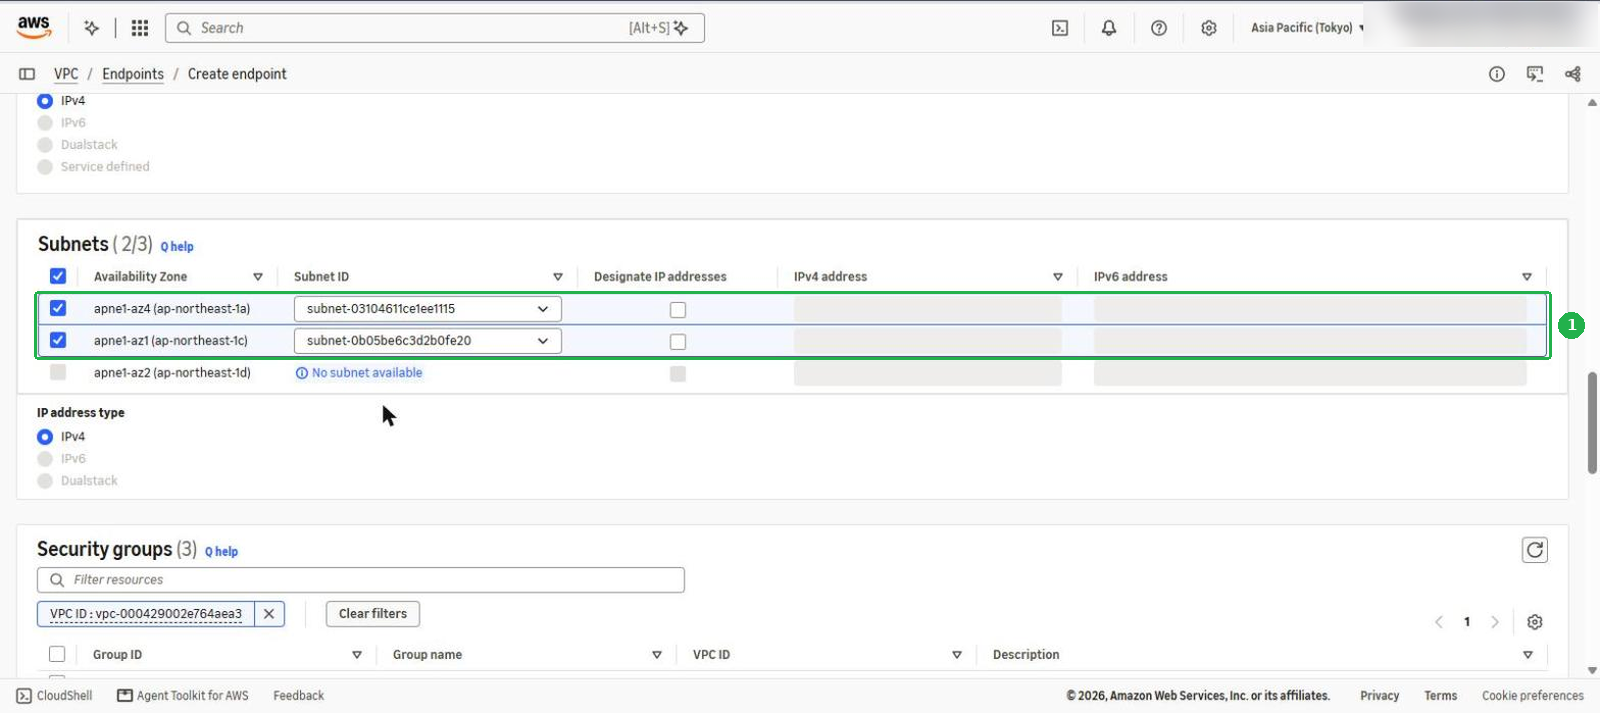 aws
Search [Alt+S]
Asia Pacific (Tokyo)
VPC / Endpoints / Create endpoint
IPv4
IPv6
Dualstack
Service defined
Subnets (2/3) Q help
Availability Zone Subnet ID Designate IP addresses IPv4 address IPv6 address
apne1-az4 (ap-northeast-1a) subnet-03104611ce1ee1115
apne1-az1 (ap-northeast-1c) subnet-0b05be6c3d2b0fe20
1
apne1-az2 (ap-northeast-1d) No subnet available
IP address type
IPv4
IPv6
Dualstack
Security groups (3) Q help
Filter resources
VPC ID : vpc-000429002e764aea3 Clear filters
1
Group ID Group name VPC ID Description
CloudShell Agent Toolkit for AWS Feedback © 2026, Amazon Web Services, Inc. or its affiliates. Privacy Terms Cookie preferences